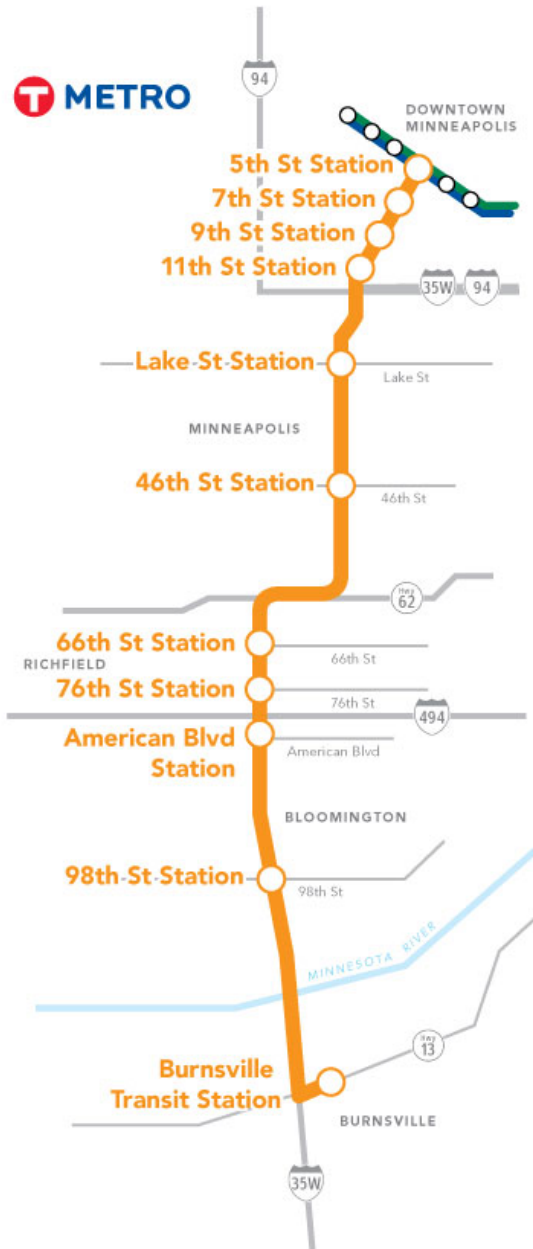 94
T METRO
DOWNTOWN
MINNEAPOLIS
5th St Station
7th St Station
9th St Station
11th St Station
35W
94
Lake St Station
Lake St
MINNEAPOLIS
46th St Station
46th St
Hwy
62
66th St Station
66th St
RICHFIELD
76th St Station
76th St
494
American Blvd
Station
American Blvd
BLOOMINGTON
98th St Station
98th St
MINNESOTA RIVER
Hwy
13
Burnsville
Transit Station
BURNSVILLE
35W